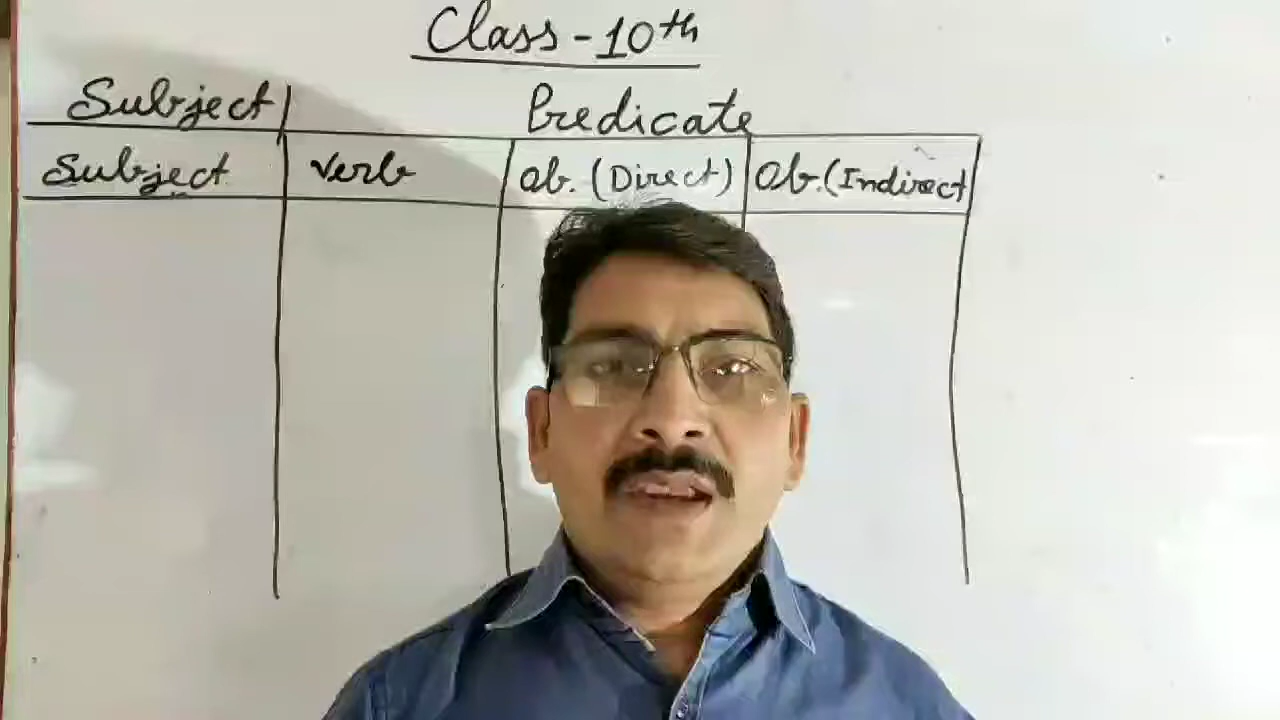 Class - 10th
Subject Predicate
Subject Verb Ob. (Direct) Ob. (Indirect